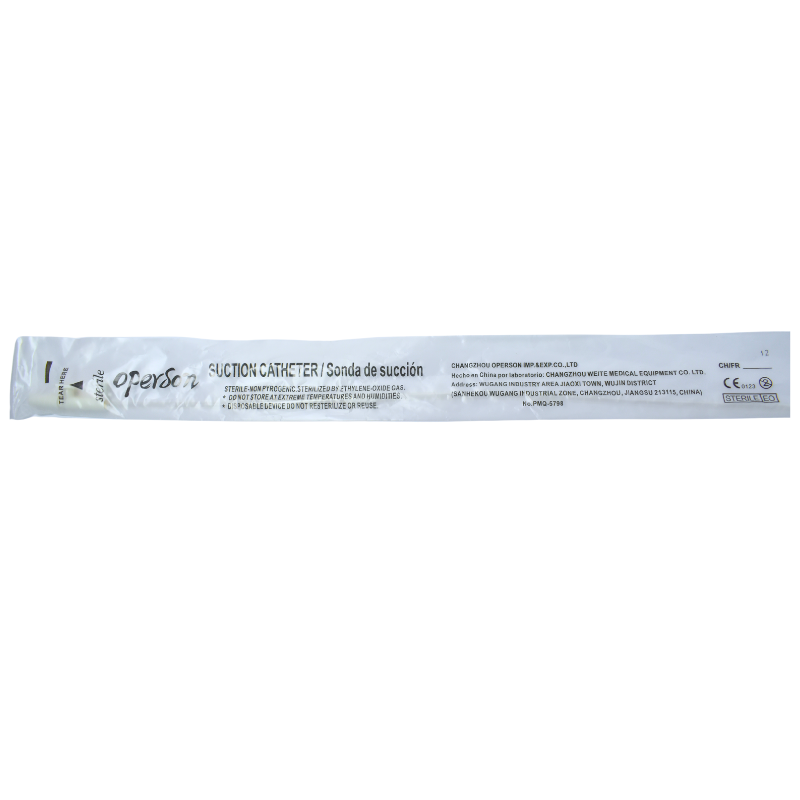 TEAR HERE
sterile
operson
SUCTION CATHETER / Sonda de succión
STERILE-NON PYROGENIC. STERILIZED BY ETHYLENE-OXIDE GAS.
* DO NOT STORE AT EXTREME TEMPERATURES AND HUMIDITIES.
* DISPOSABLE DEVICE DO NOT RESTERILIZE OR REUSE.
CHANGZHOU OPERSON IMP.&EXP.CO.,LTD
Hecho en China por laboratorio: CHANGZHOU WEITE MEDICAL EQUIPMENT CO. LTD.
Address: WUGANG INDUSTRY AREA JIAOXI TOWN, WUJIN DISTRICT
(SANHEKOU WUGANG INDUSTRIAL ZONE, CHANGZHOU, JIANGSU 213115, CHINA)
No.PMQ-5798
12
CH/FR
CE 0123 2
STERILE EO